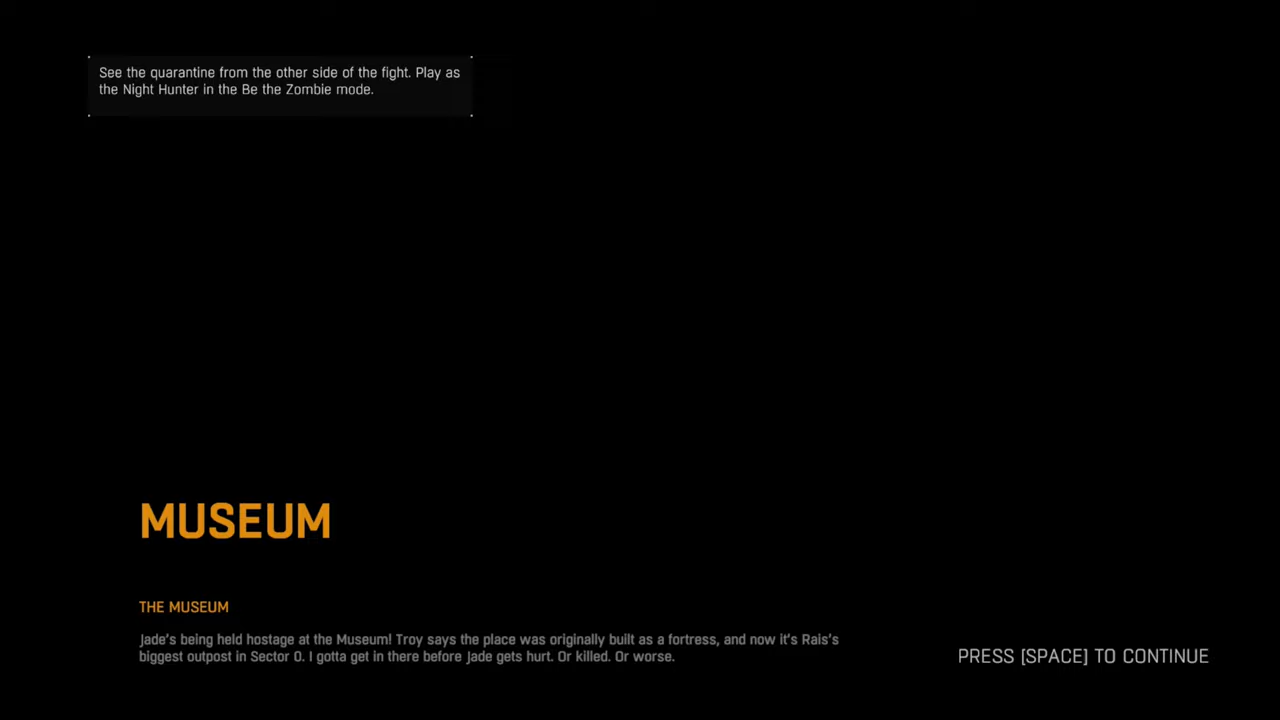 See the quarantine from the other side of the fight. Play as
the Night Hunter in the Be the Zombie mode.
MUSEUM
THE MUSEUM
Jade's being held hostage at the Museum! Troy says the place was originally built as a fortress, and now it's Rais's
biggest outpost in Sector 0. I gotta get in there before Jade gets hurt. Or killed. Or worse.
PRESS [SPACE] TO CONTINUE